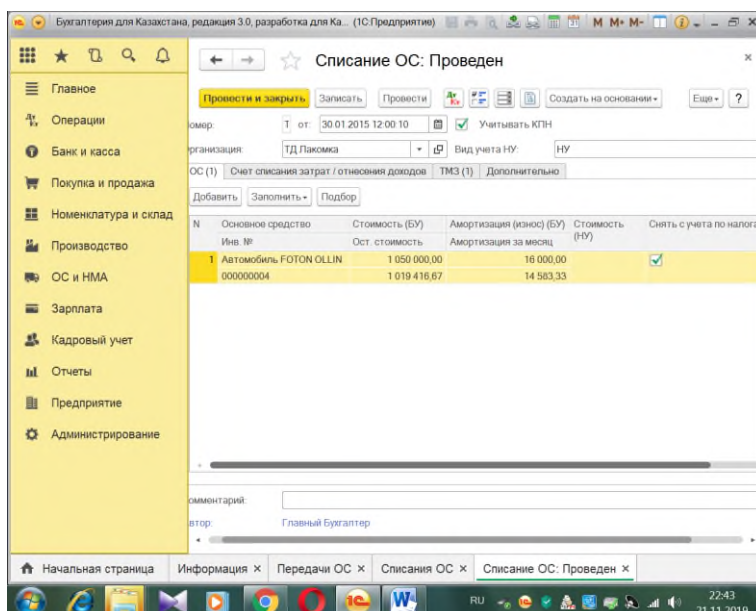 Бухгалтерия для Казахстана, редакция 3.0, разработка для Ка... (1С:Предприятие) M M+ M-
Списание ОС: Проведен
Главное
Операции
Банк и касса
Покупка и продажа
Номенклатура и склад
Производство
ОС и НМА
Зарплата
Кадровый учет
Отчеты
Предприятие
Администрирование
Провести и закрыть Записать Провести Создать на основании Еще ?
омер: Т от: 30.01.2015 12:00:10 Учитывать КПН
рганизация: ТД Лакомка Вид учета НУ: НУ
ОС (1) Счет списания затрат / отнесения доходов ТМЗ (1) Дополнительно
Добавить Заполнить Подбор
N Основное средство Стоимость (БУ) Амортизация (износ) (БУ) Стоимость (НУ) Снять с учета по налога
Инв. № Ост. стоимость Амортизация за месяц
1 Автомобиль FOTON OLLIN 1 050 000,00 16 000,00
000000004 1 019 416,67 14 583,33
омментарий:
втор: Главный Бухгалтер
Начальная страница Информация × Передачи ОС × Списания ОС × Списание ОС: Проведен ×
RU 22:43
21.11.2019